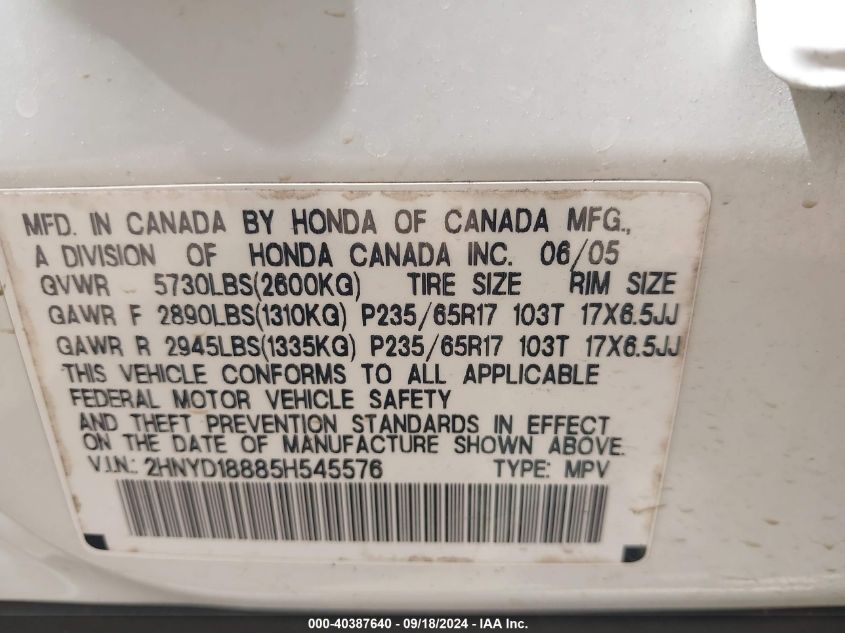 MFD. IN CANADA BY HONDA OF CANADA MFG.,
A DIVISION OF HONDA CANADA INC. 06/05
GVWR 5730LBS(2600KG) TIRE SIZE RIM SIZE
GAWR F 2890LBS(1310KG) P235/65R17 103T 17X6.5JJ
GAWR R 2945LBS(1335KG) P235/65R17 103T 17X6.5JJ
THIS VEHICLE CONFORMS TO ALL APPLICABLE
FEDERAL MOTOR VEHICLE SAFETY
AND THEFT PREVENTION STANDARDS IN EFFECT
ON THE DATE OF MANUFACTURE SHOWN ABOVE.
V.I.N.: 2HNYD18885H545576 TYPE: MPV
000-40387640 - 09/18/2024 - IAA Inc.